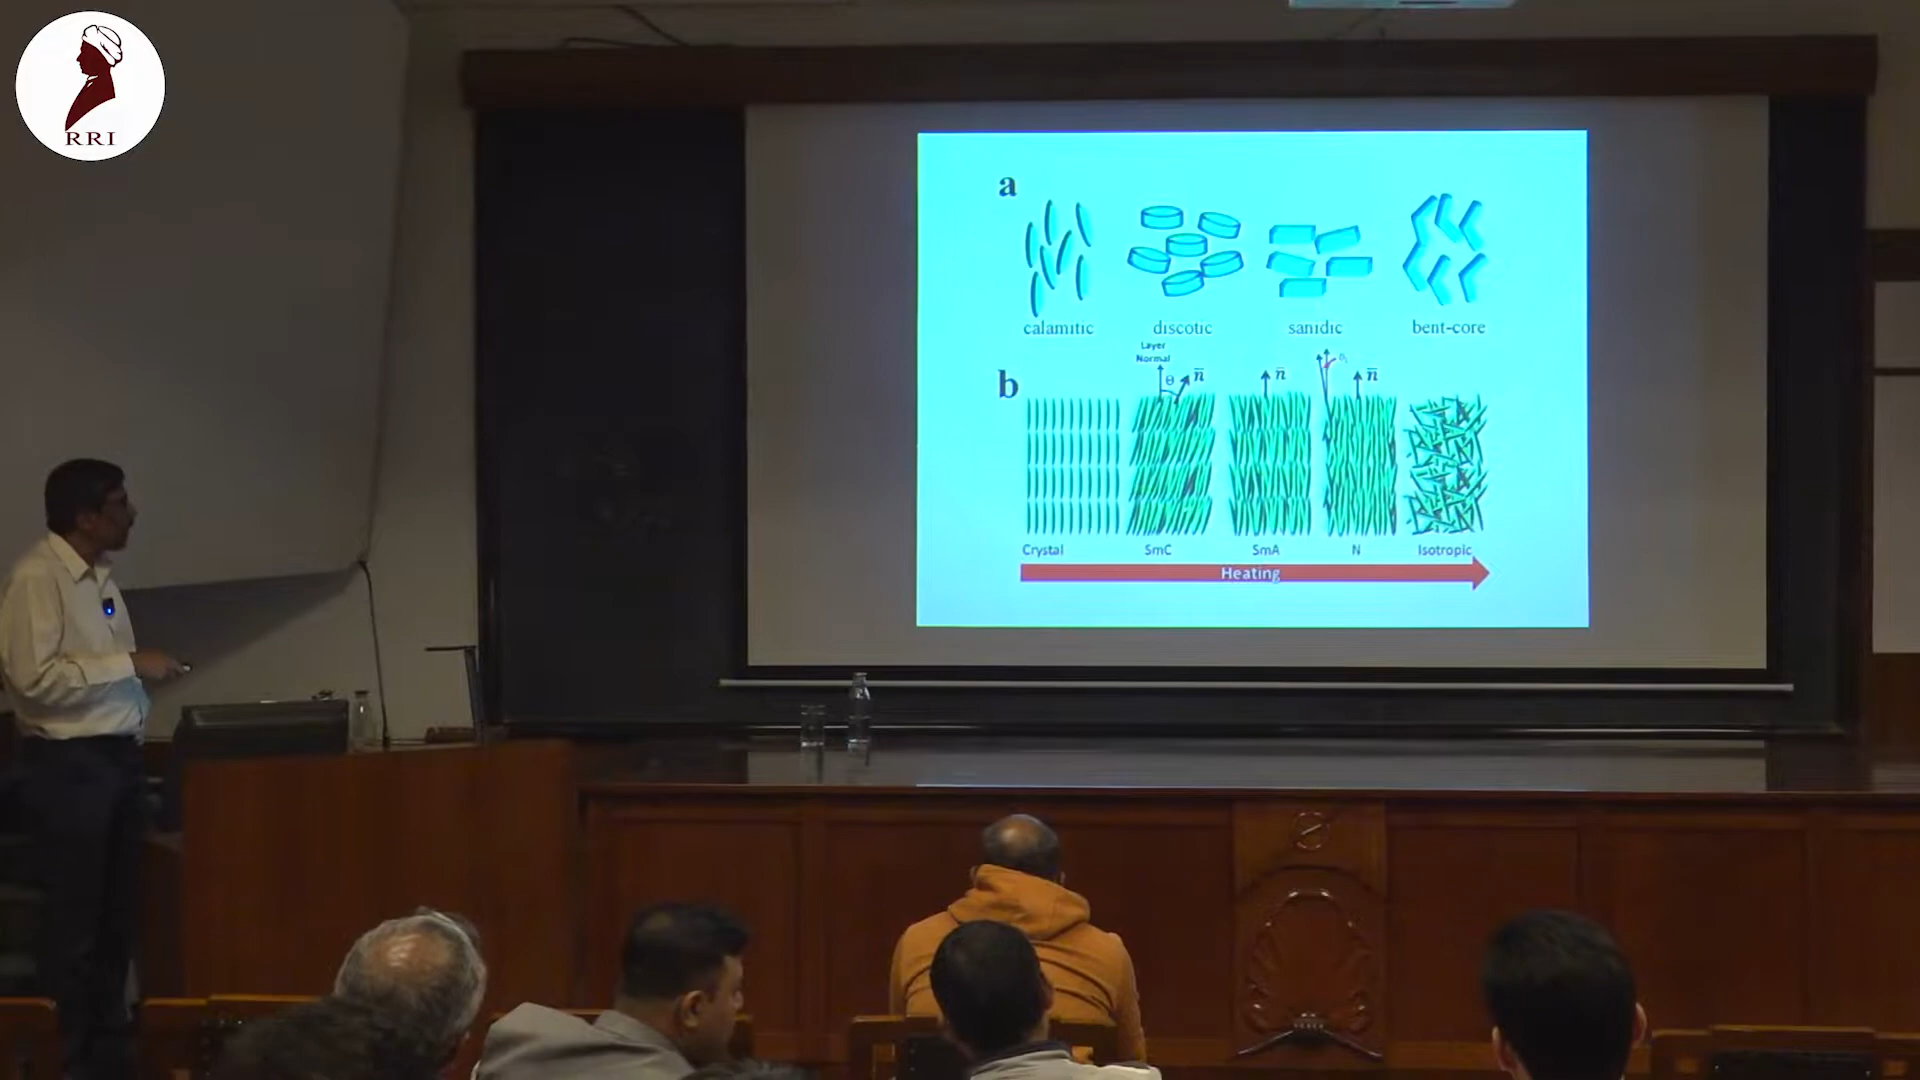 RRI
a
calamitic discotic sanidic bent-core
Layer
Normal
b
θ n̅ n̅ n̅
Crystal SmC SmA N Isotropic
Heating